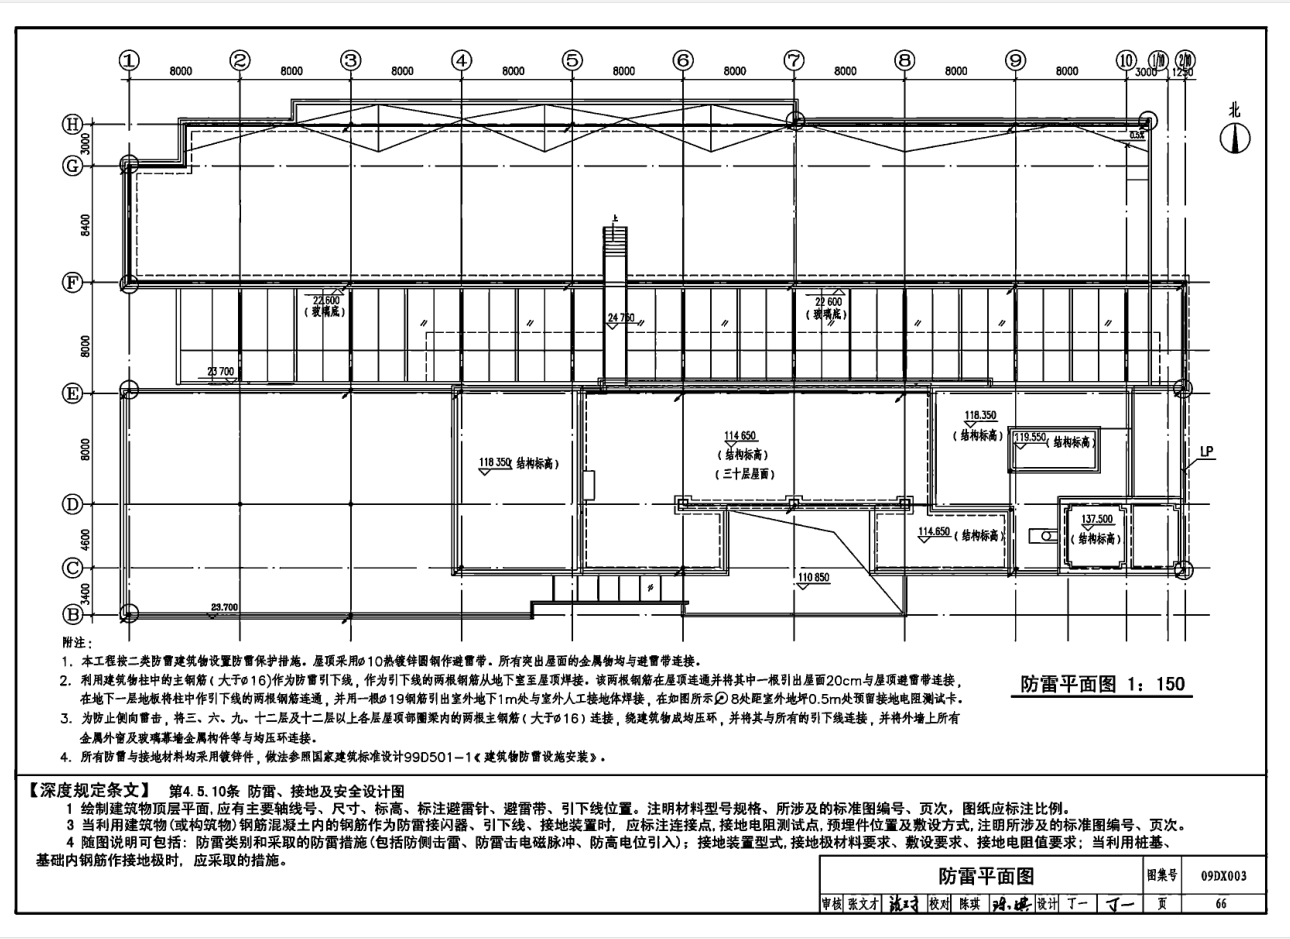 ① ② ③ ④ ⑤ ⑥ ⑦ ⑧ ⑨ ⑩ 1/10 2/10
8000 8000 8000 8000 8000 8000 8000 8000 8000 3000 1250
北
H
3000
0.5%
G
8400
上
F
22.600
(玻璃底)
22.600
(玻璃底)
24.750
8000
23.700
E
118.350
(结构标高)
114.650
(结构标高)
(三十层屋面)
119.550(结构标高)
LP
118.350(结构标高)
8000
D
137.500
(结构标高)
114.650(结构标高)
4600
C
110.850
3400
23.700
B
附注:
1. 本工程按二类防雷建筑物设置防雷保护措施。屋顶采用ø10热镀锌圆钢作避雷带。所有突出屋面的金属物均与避雷带连接。
2. 利用建筑物柱中的主钢筋(大于ø16)作为防雷引下线,作为引下线的两根钢筋从地下室至屋顶焊接。该两根钢筋在屋顶连通并将其中一根引出屋面20cm与屋顶避雷带连接,
在地下一层地板将柱中作引下线的两根钢筋连通,并用一根ø19钢筋引出室外地下1m处与室外人工接地体焊接,在如图所示8处距室外地坪0.5m处预留接地电阻测试卡。
3. 为防止侧向雷击,将三、六、九、十二层及十二层以上各层屋顶部圈梁内的两根主钢筋(大于ø16)连接,绕建筑物成均压环,并将其与所有的引下线连接,并将外墙上所有
金属外窗及玻璃幕墙金属构件等与均压环连接。
4. 所有防雷与接地材料均采用镀锌件,做法参照国家建筑标准设计99D501-1《建筑物防雷设施安装》。
防雷平面图 1:150
【深度规定条文】 第4.5.10条 防雷、接地及安全设计图
1 绘制建筑物顶层平面,应有主要轴线号、尺寸、标高、标注避雷针、避雷带、引下线位置。注明材料型号规格、所涉及的标准图编号、页次,图纸应标注比例。
3 当利用建筑物(或构筑物)钢筋混凝土内的钢筋作为防雷接闪器、引下线、接地装置时,应标注连接点,接地电阻测试点,预埋件位置及敷设方式,注明所涉及的标准图编号、页次。
4 随图说明可包括:防雷类别和采取的防雷措施(包括防侧击雷、防雷击电磁脉冲、防高电位引入);接地装置型式,接地极材料要求、敷设要求、接地电阻值要求;当利用桩基、
基础内钢筋作接地极时,应采取的措施。
防雷平面图 图集号 09DX003
审核 张文才 校对 陈琪 设计 丁一 丁一 页 66